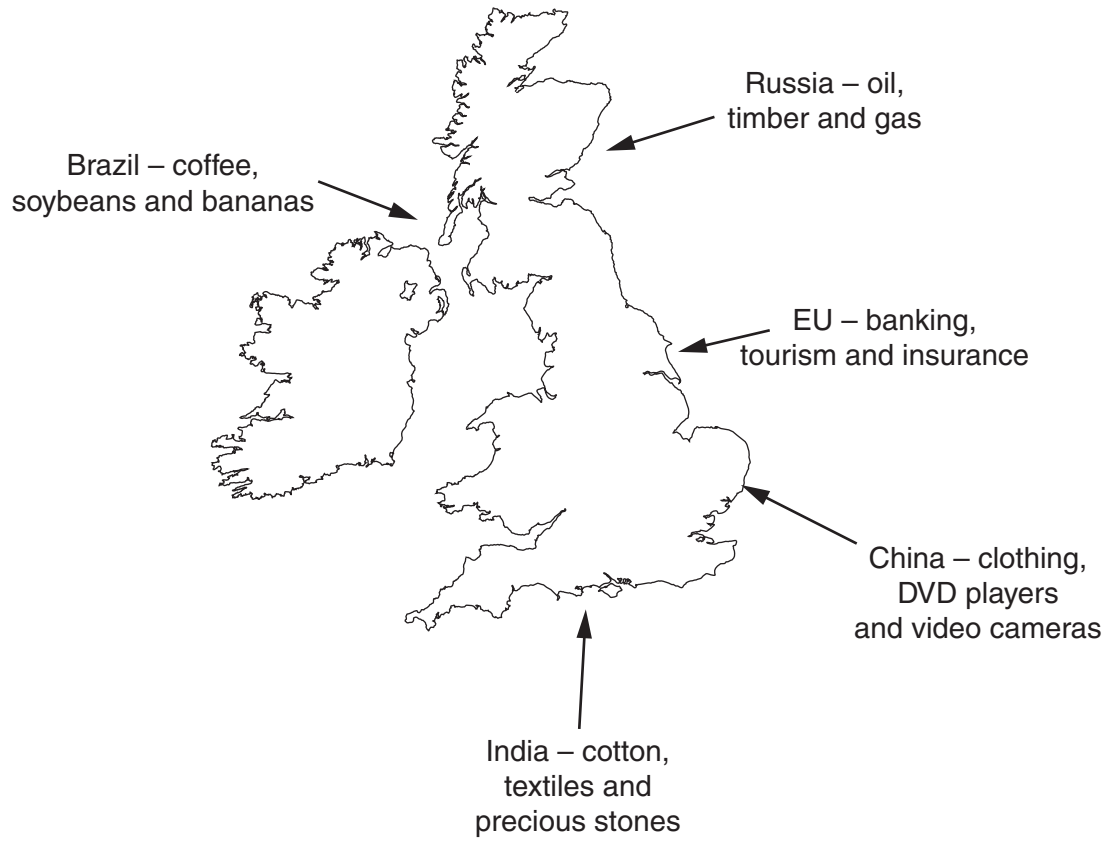 Russia – oil,
timber and gas
Brazil – coffee,
soybeans and bananas
EU – banking,
tourism and insurance
China – clothing,
DVD players
and video cameras
India – cotton,
textiles and
precious stones